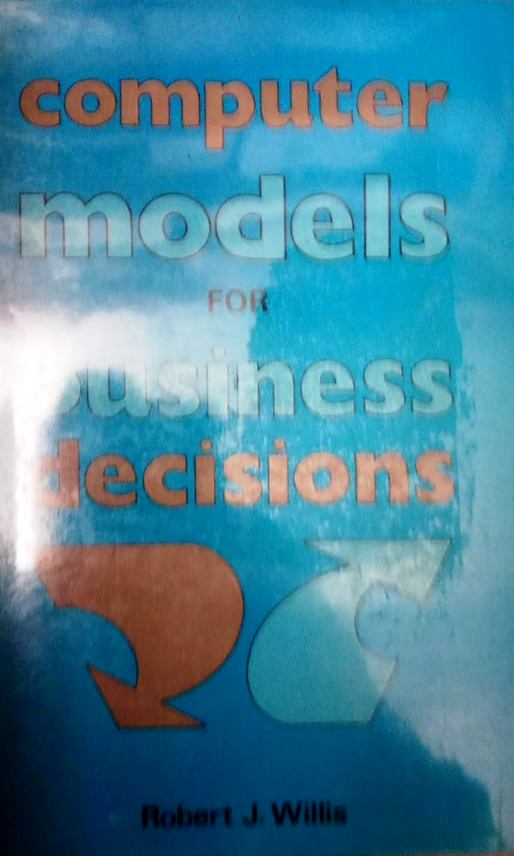 computer
models
FOR
business
decisions
Robert J. Willis